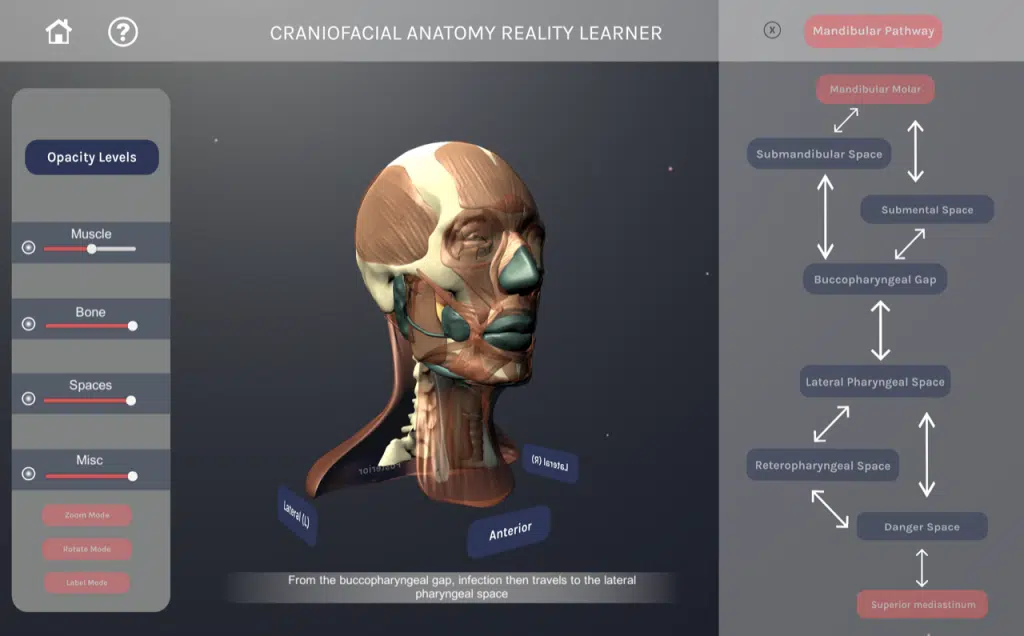 CRANIOFACIAL ANATOMY REALITY LEARNER
?
X
Mandibular Pathway
Opacity Levels
Muscle
Bone
Spaces
Misc
Zoom Mode
Rotate Mode
Label Mode
Posterior
Lateral (R)
Lateral (L)
Anterior
From the buccopharyngeal gap, infection then travels to the lateral
pharyngeal space
Mandibular Molar
Submandibular Space
Submental Space
Buccopharyngeal Gap
Lateral Pharyngeal Space
Reteropharyngeal Space
Danger Space
Superior mediastinum